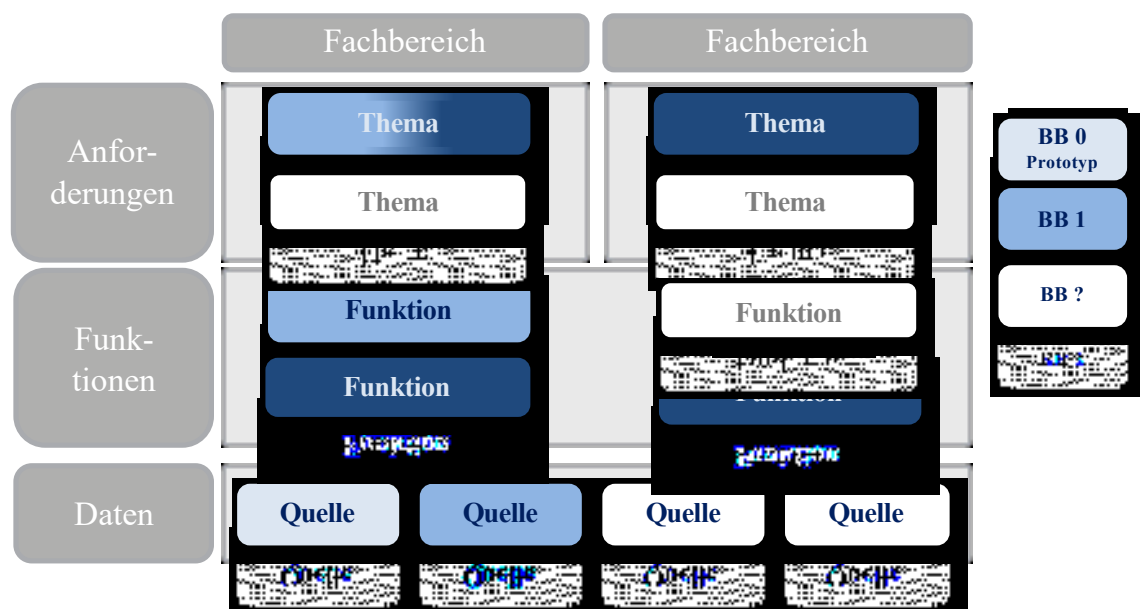 Fachbereich
Fachbereich
Anfor-
derungen
Thema
Thema
Thema
Thema
BB 0
Prototyp
BB 1
BB ?
Funk-
tionen
Funktion
Funktion
Funktion
Funktion
Daten
Quelle
Quelle
Quelle
Quelle